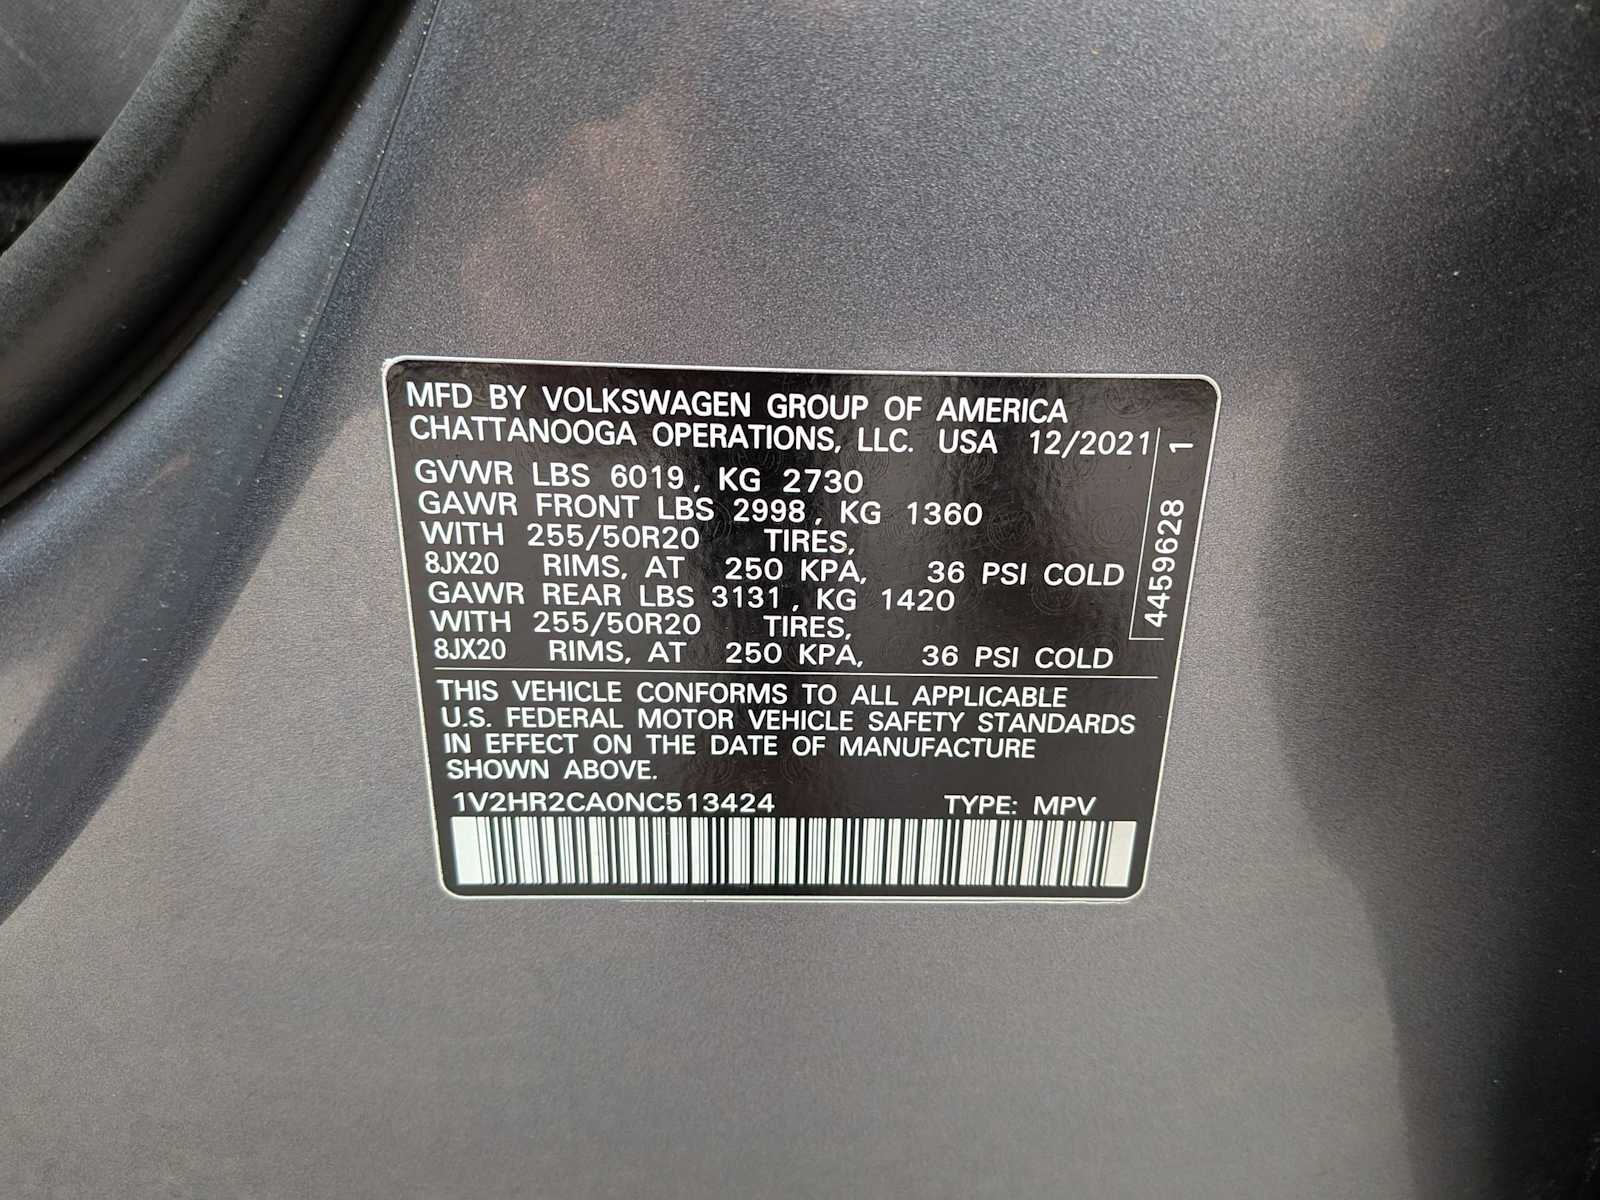 MFD BY VOLKSWAGEN GROUP OF AMERICA
CHATTANOOGA OPERATIONS, LLC. USA 12/2021
GVWR LBS 6019, KG 2730
GAWR FRONT LBS 2998, KG 1360
WITH 255/50R20 TIRES,
8JX20 RIMS, AT 250 KPA, 36 PSI COLD
GAWR REAR LBS 3131, KG 1420
WITH 255/50R20 TIRES,
8JX20 RIMS, AT 250 KPA, 36 PSI COLD
4459628 1
THIS VEHICLE CONFORMS TO ALL APPLICABLE
U.S. FEDERAL MOTOR VEHICLE SAFETY STANDARDS
IN EFFECT ON THE DATE OF MANUFACTURE
SHOWN ABOVE.
1V2HR2CA0NC513424 TYPE: MPV